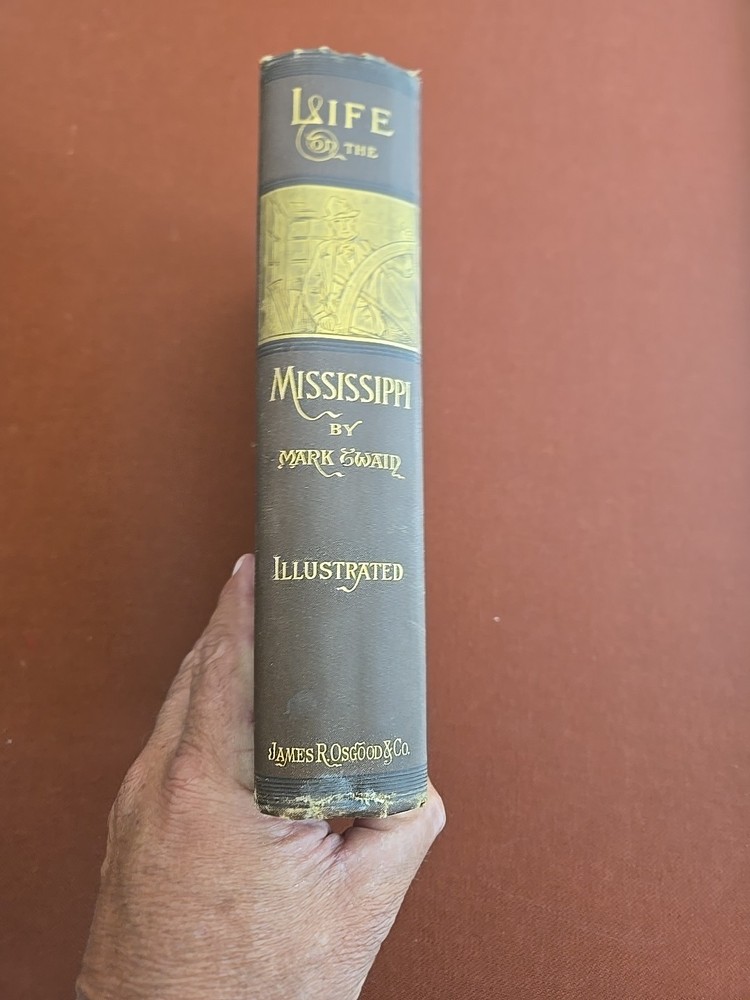 LIFE
ON THE
MISSISSIPPI
BY
MARK TWAIN
ILLUSTRATED
JAMES R. OSGOOD & CO.